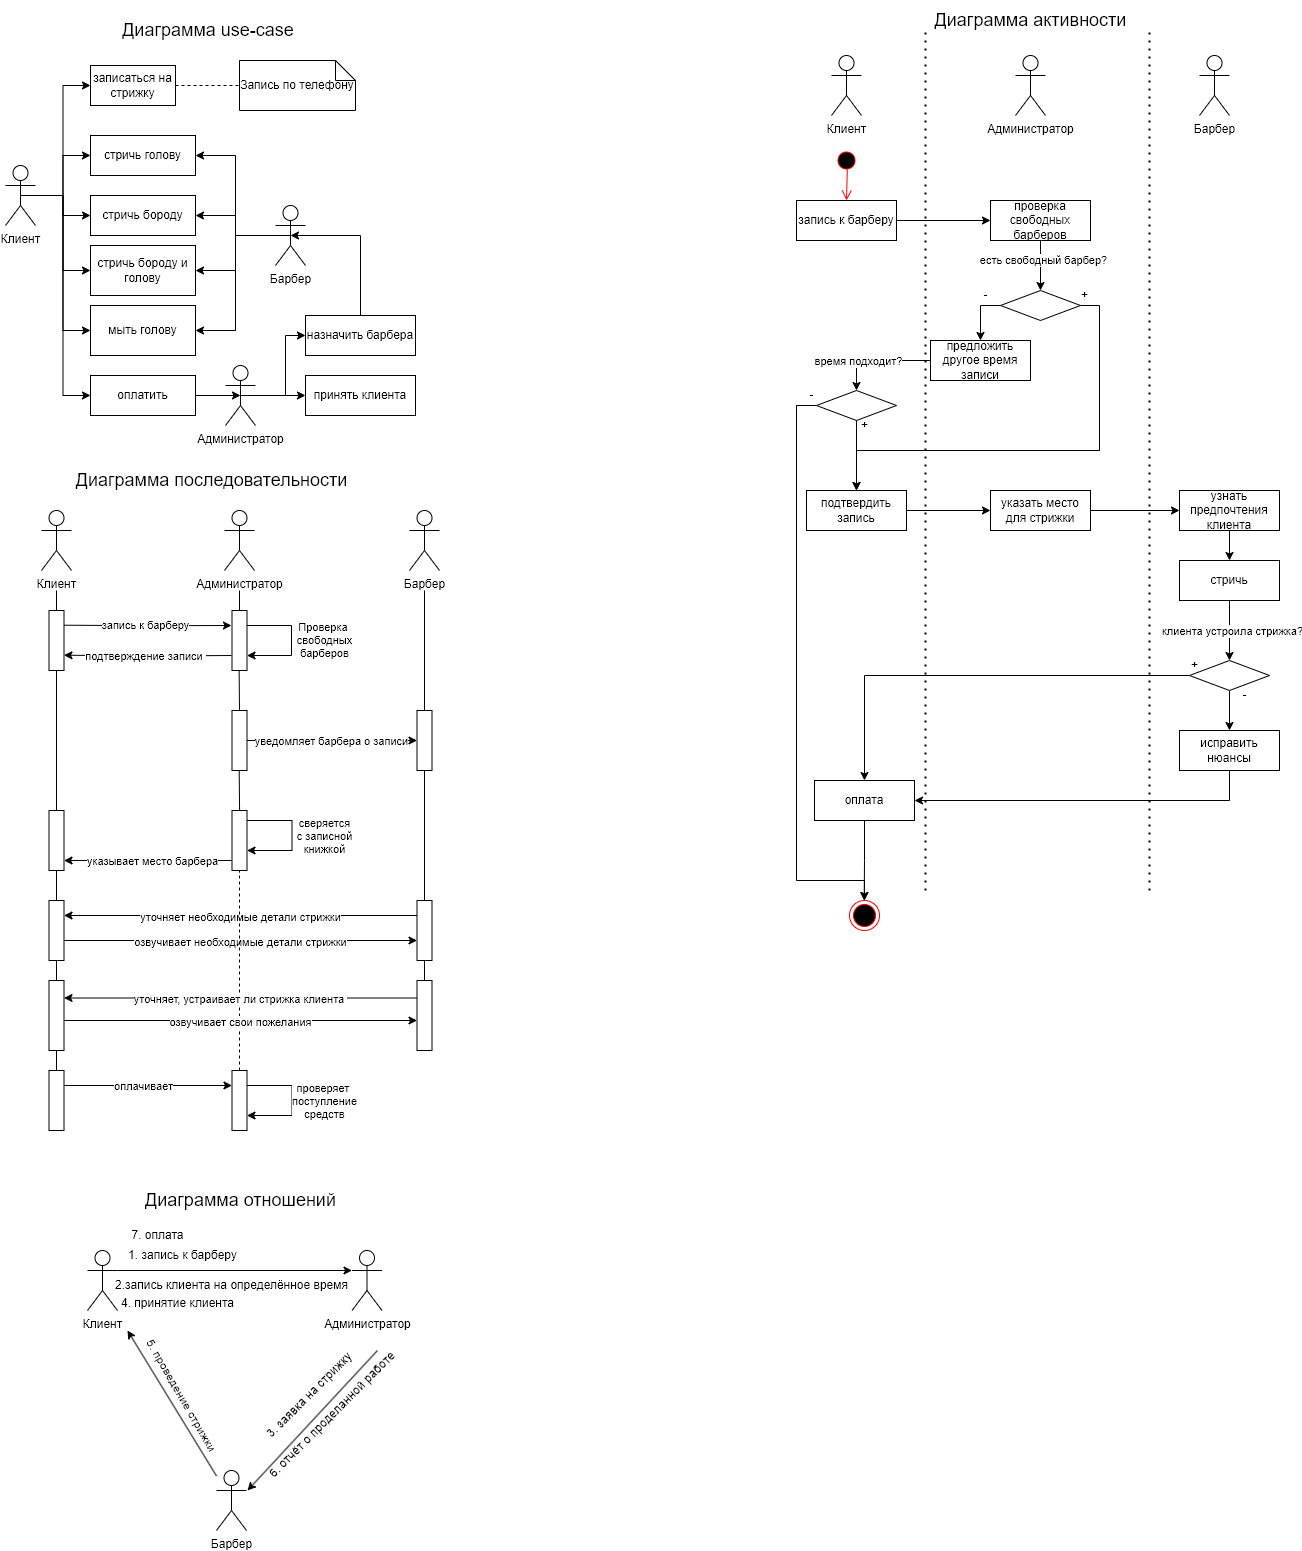 Диаграмма use-case
записаться на
стрижку
Запись по телефону
стричь голову
стричь бороду
стричь бороду и
голову
мыть голову
оплатить
Клиент
Барбер
назначить барбера
принять клиента
Администратор
Диаграмма последовательности
Клиент
Администратор
Барбер
запись к барберу
Проверка
свободных
барберов
подтверждение записи
уведомляет барбера о записи
сверяется
с записной
книжкой
указывает место барбера
уточняет необходимые детали стрижки
озвучивает необходимые детали стрижки
уточняет, устраивает ли стрижка клиента
озвучивает свои пожелания
оплачивает
проверяет
поступление
средств
Диаграмма отношений
7. оплата
1. запись к барберу
2.запись клиента на определённое время
4. принятие клиента
Клиент
Администратор
5. проведение стрижки
3. заявка на стрижку
6. отчёт о проделанной работе
Барбер
Диаграмма активности
Клиент
Администратор
Барбер
запись к барберу
проверка
свободных
барберов
есть свободный барбер?
-
+
предложить
другое время
записи
время подходит?
-
+
подтвердить
запись
указать место
для стрижки
узнать
предпочтения
клиента
стричь
клиента устроила стрижка?
+
-
исправить
нюансы
оплата